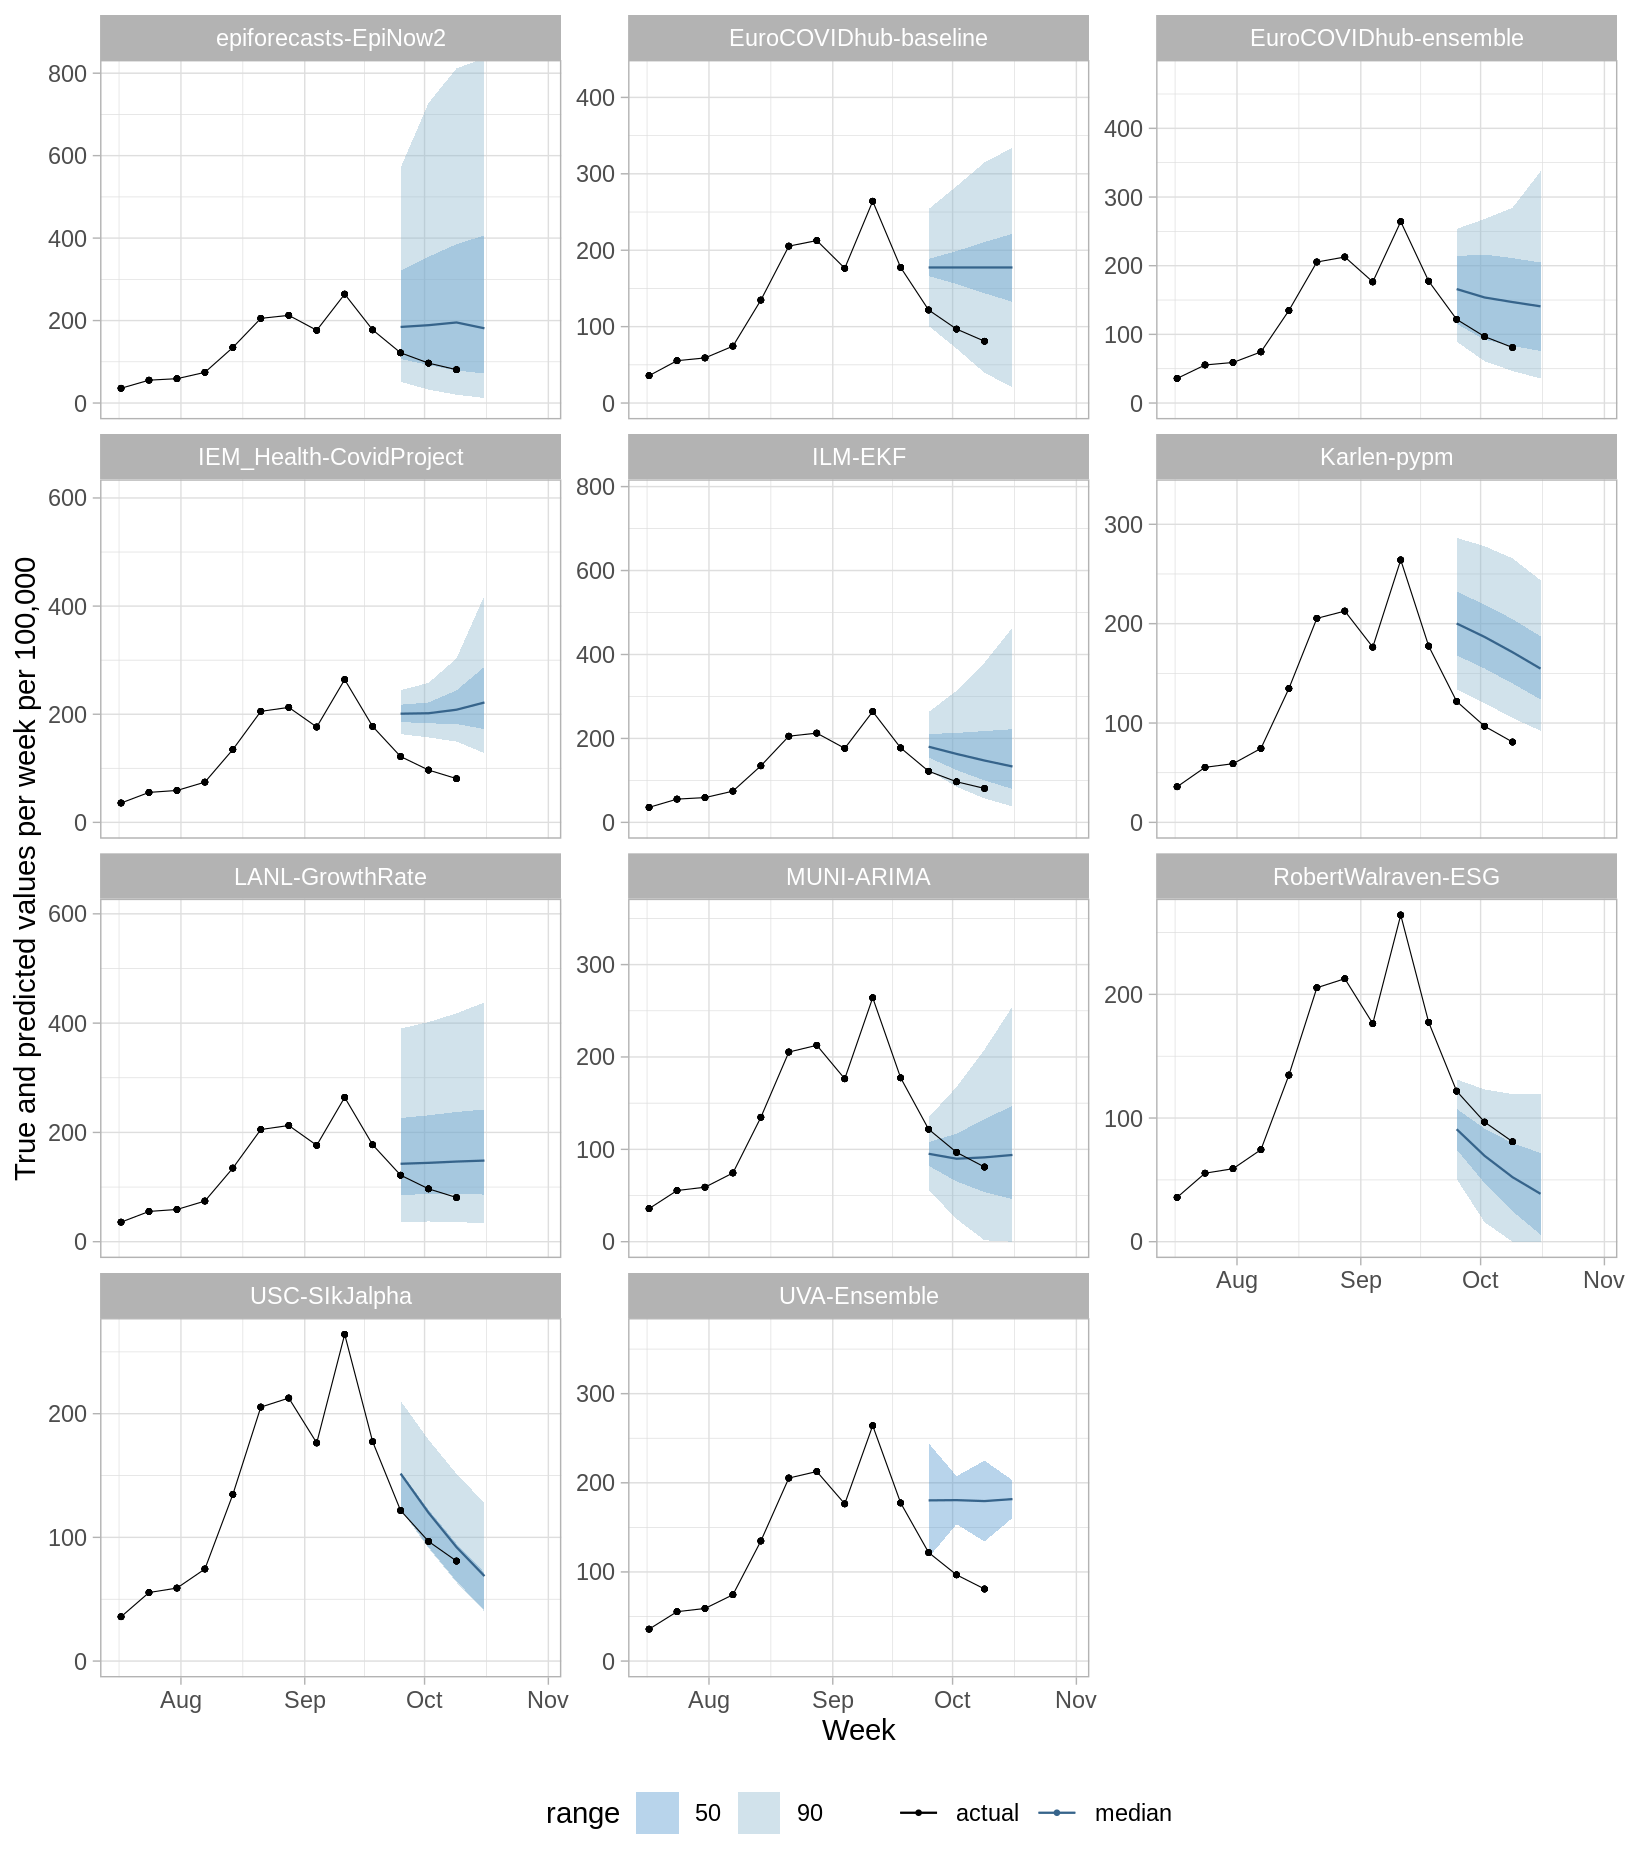 True and predicted values per week per 100,000
epiforecasts-EpiNow2
800
600
400
200
0
EuroCOVIDhub-baseline
400
300
200
100
0
EuroCOVIDhub-ensemble
400
300
200
100
0
IEM_Health-CovidProject
600
400
200
0
ILM-EKF
800
600
400
200
0
Karlen-pypm
300
200
100
0
LANL-GrowthRate
600
400
200
0
MUNI-ARIMA
300
200
100
0
RobertWalraven-ESG
200
100
0
Aug Sep Oct Nov
USC-SIkJalpha
200
100
0
Aug Sep Oct Nov
UVA-Ensemble
300
200
100
0
Aug Sep Oct Nov
Week
range 50 90 actual median